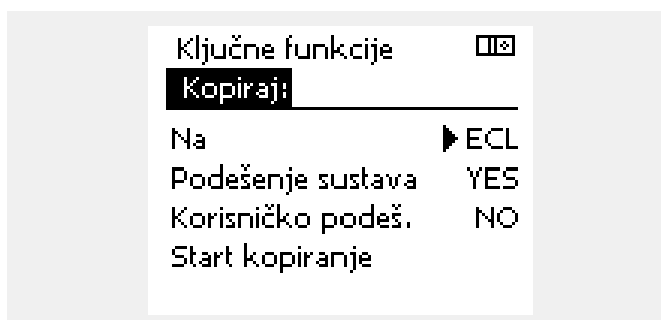 Ključne funkcije
Kopiraj:
Na ECL
Podešenje sustava YES
Korisničko podeš. NO
Start kopiranje